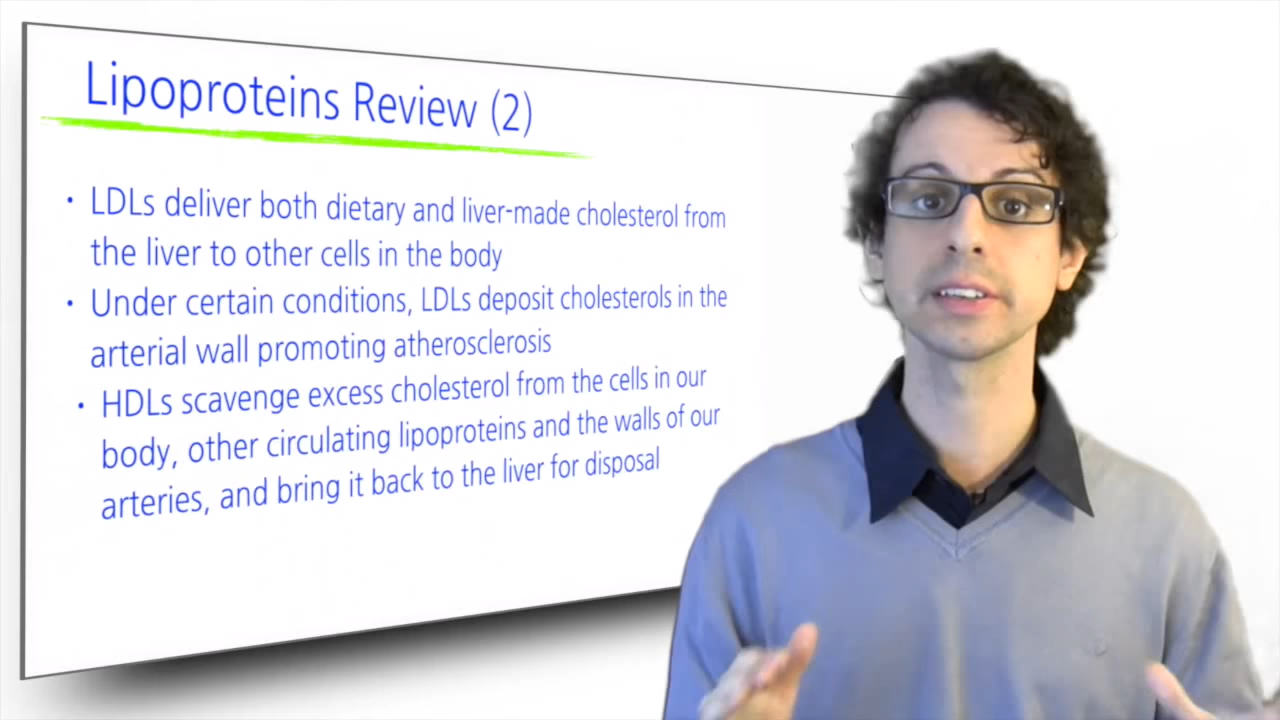 Lipoproteins Review (2)
• LDLs deliver both dietary and liver-made cholesterol from
the liver to other cells in the body
• Under certain conditions, LDLs deposit cholesterols in the
arterial wall promoting atherosclerosis
• HDLs scavenge excess cholesterol from the cells in our
body, other circulating lipoproteins and the walls of our
arteries, and bring it back to the liver for disposal